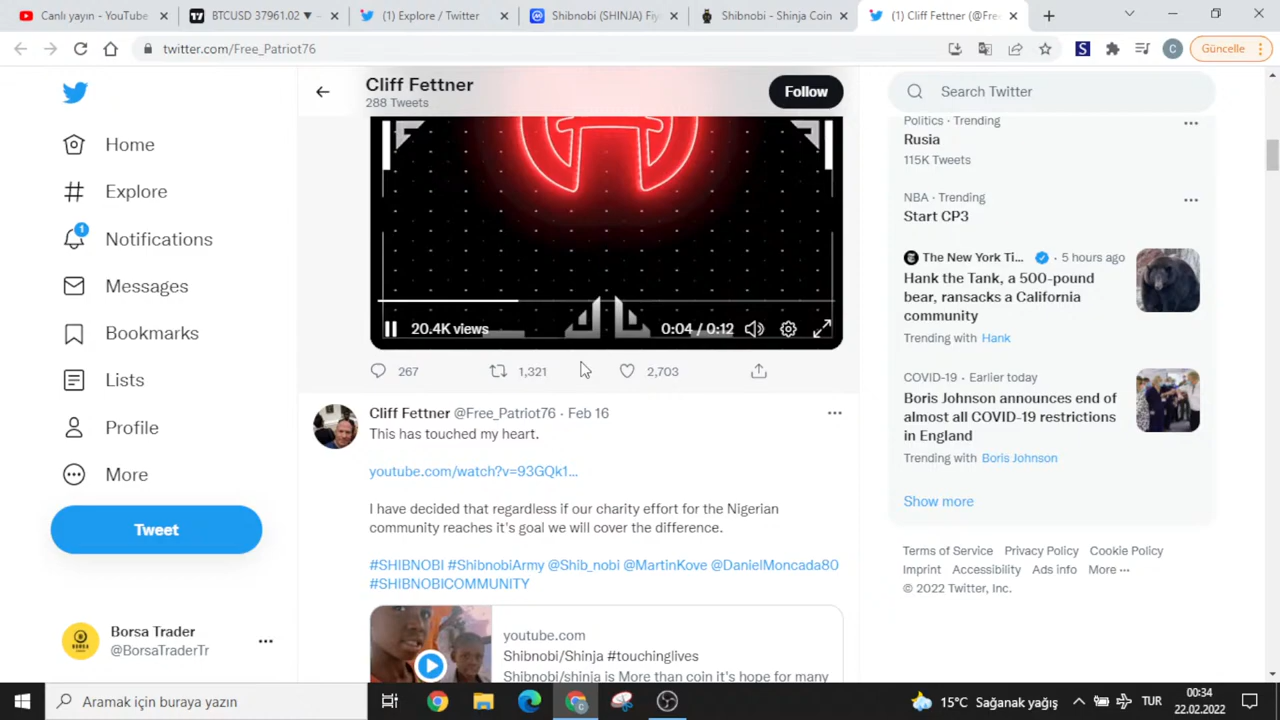 Canlı yayın - YouTube
BTCUSD 37961.02 ▼
(1) Explore / Twitter
Shibnobi (SHINJA) Fiy
Shibnobi - Shinja Coin
(1) Cliff Fettner (@Fre
twitter.com/Free_Patriot76
S
C
Güncelle
Home
Explore
1
Notifications
Messages
Bookmarks
Lists
Profile
More
Tweet
Borsa Trader
@BorsaTraderTr
Cliff Fettner
288 Tweets
Follow
20.4K views
0:04 / 0:12
267
1,321
2,703
Cliff Fettner @Free_Patriot76 · Feb 16
This has touched my heart.
youtube.com/watch?v=93GQk1...
I have decided that regardless if our charity effort for the Nigerian
community reaches it's goal we will cover the difference.
#SHIBNOBI #ShibnobiArmy @Shib_nobi @MartinKove @DanielMoncada80
#SHIBNOBICOMMUNITY
youtube.com
Shibnobi/Shinja #touchinglives
Shibnobi/shinja is More than coin it's hope for many
Search Twitter
Politics · Trending
Rusia
115K Tweets
NBA · Trending
Start CP3
The New York Ti... · 5 hours ago
Hank the Tank, a 500-pound
bear, ransacks a California
community
Trending with Hank
COVID-19 · Earlier today
Boris Johnson announces end of
almost all COVID-19 restrictions
in England
Trending with Boris Johnson
Show more
Terms of Service Privacy Policy Cookie Policy
Imprint Accessibility Ads info More ···
© 2022 Twitter, Inc.
Aramak için buraya yazın
15°C Sağanak yağış
TUR
00:34
22.02.2022